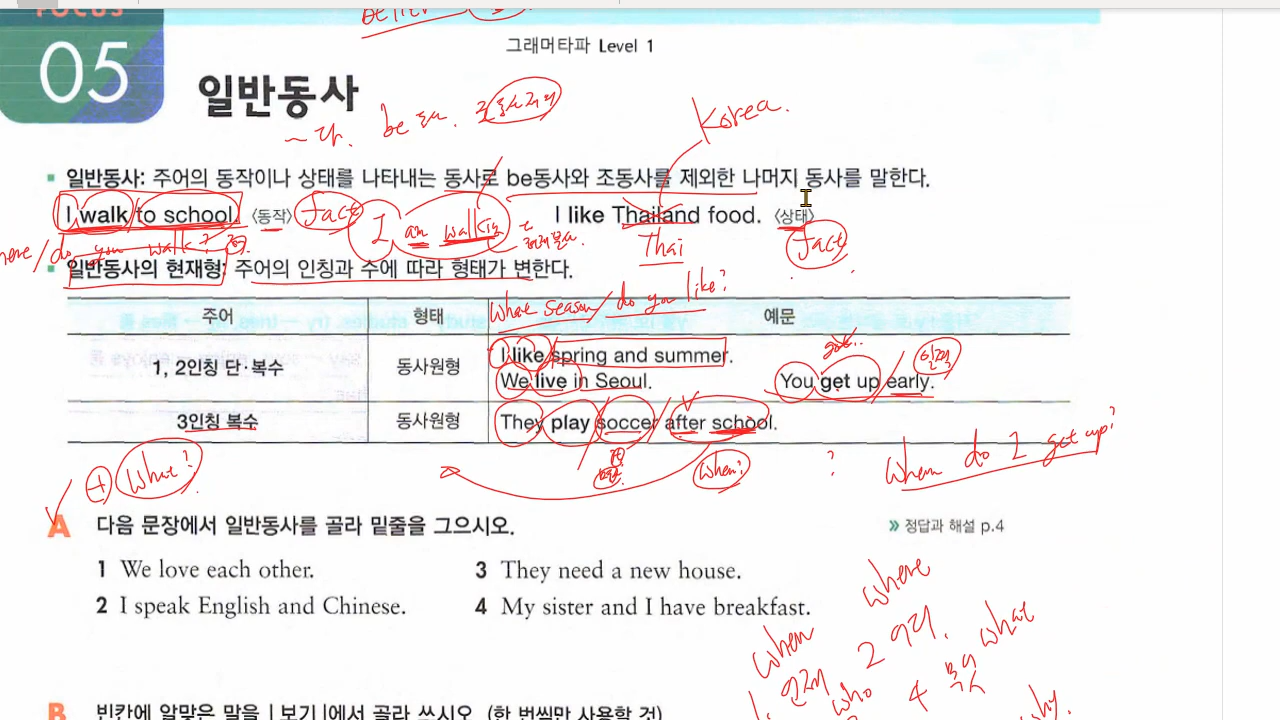 FOCUS
그래머타파 Level 1
05
일반동사
~다. be 동사.
Korea.
일반동사: 주어의 동작이나 상태를 나타내는 동사로 be동사와 조동사를 제외한 나머지 동사를 말한다.
I walk to school. <동작> fact I am I like Thailand food. <상태>
do you walk? Thai fact
일반동사의 현재형: 주어의 인칭과 수에 따라 형태가 변한다.
What season / do you like?
주어 형태 예문
1, 2인칭 단·복수 동사원형 I like spring and summer.
We live in Seoul. You get up early.
3인칭 복수 동사원형 They play soccer / after school.
+ What? When? ? When do I get up?
A 다음 문장에서 일반동사를 골라 밑줄을 그으시오. 정답과 해설 p.4
1 We love each other. 3 They need a new house.
2 I speak English and Chinese. 4 My sister and I have breakfast.
where
when 2 what
who 4
why.
B 빈칸에 알맞은 말을 |보기|에서 골라 쓰시오. (한 번씩만 사용할 것)